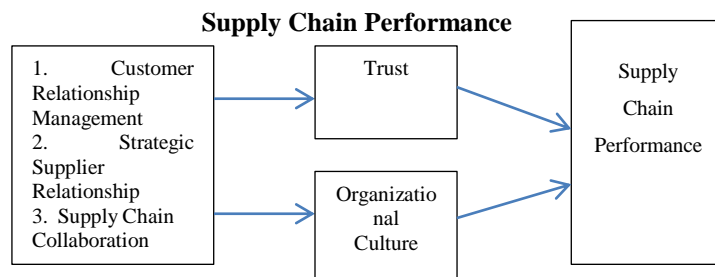 Supply Chain Performance
1. Customer
Relationship
Management
2. Strategic
Supplier
Relationship
3. Supply Chain
Collaboration
Trust
Organizatio
nal
Culture
Supply
Chain
Performance